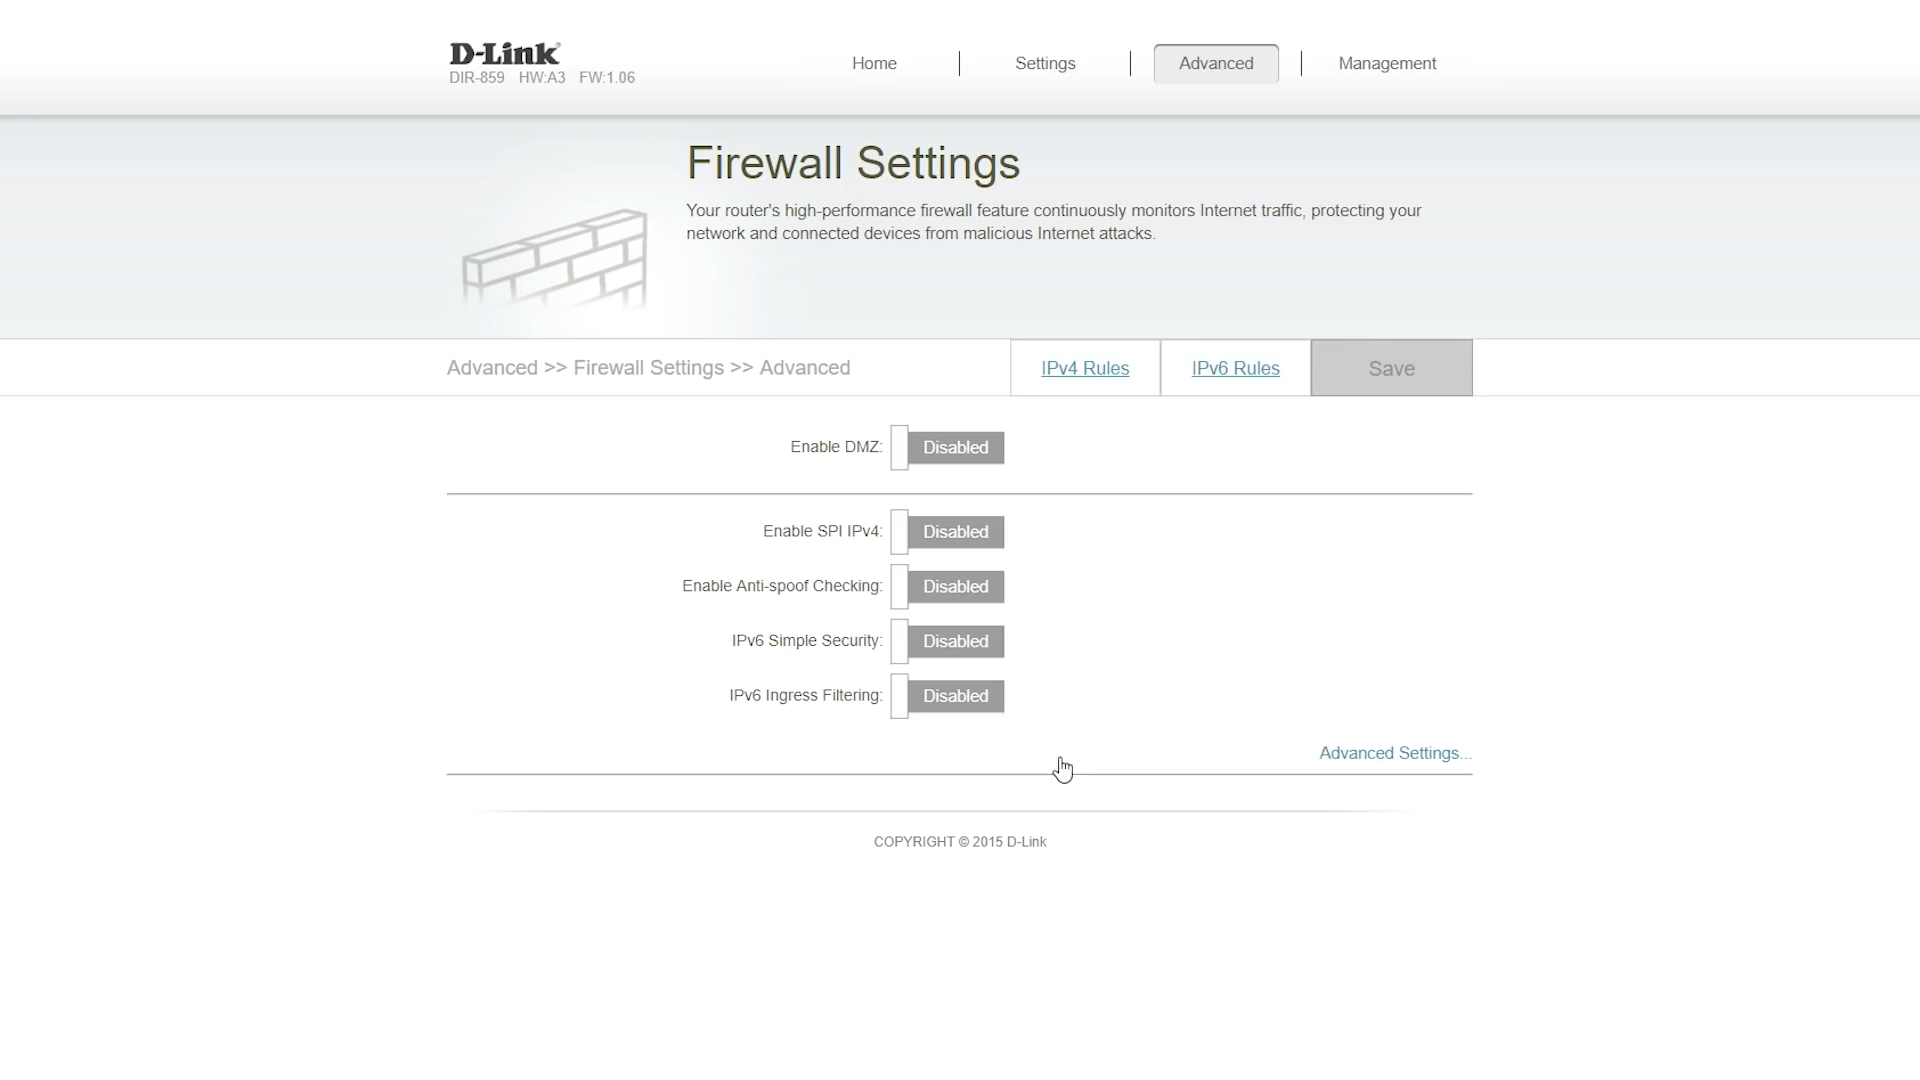 D-Link
DIR-859 HW:A3 FW:1.06
Home
Settings
Advanced
Management
Firewall Settings
Your router's high-performance firewall feature continuously monitors Internet traffic, protecting your
network and connected devices from malicious Internet attacks.
Advanced >> Firewall Settings >> Advanced
IPv4 Rules
IPv6 Rules
Save
Enable DMZ: Disabled
Enable SPI IPv4: Disabled
Enable Anti-spoof Checking: Disabled
IPv6 Simple Security: Disabled
IPv6 Ingress Filtering: Disabled
Advanced Settings...
COPYRIGHT © 2015 D-Link